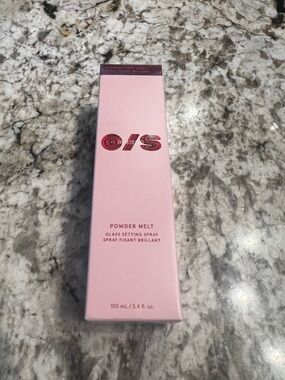 O/S
POWDER MELT
GLASS SETTING SPRAY
SPRAY FIXANT BRILLANT
100 mL / 3.4 fl. oz.